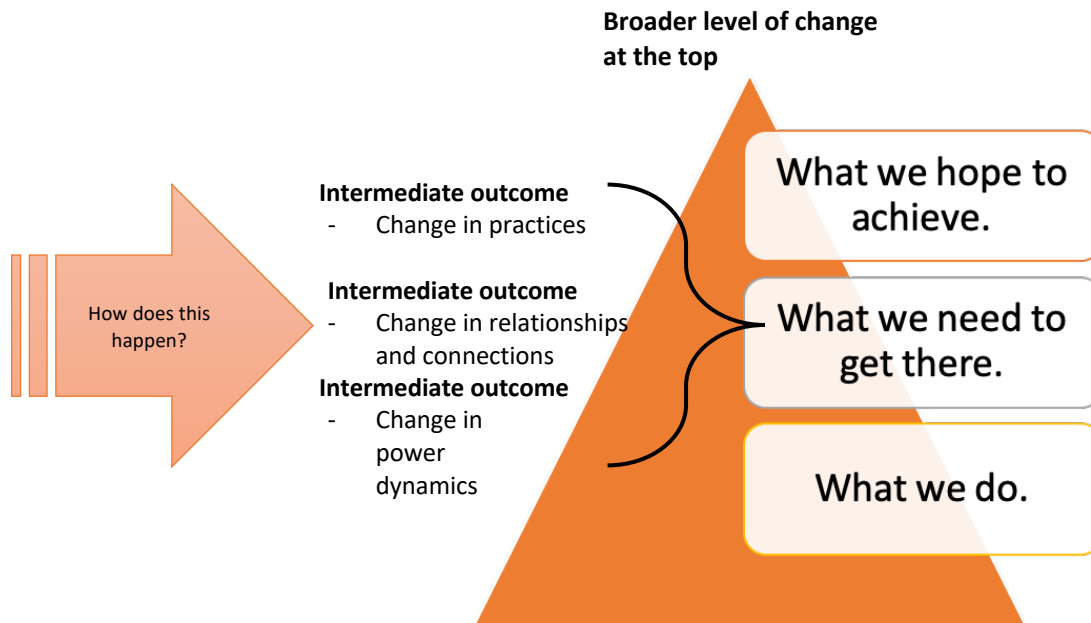 Broader level of change
at the top
What we hope to
achieve.
Intermediate outcome
- Change in practices
How does this
happen?
Intermediate outcome
- Change in relationships
and connections
What we need to
get there.
Intermediate outcome
- Change in
power
dynamics
What we do.